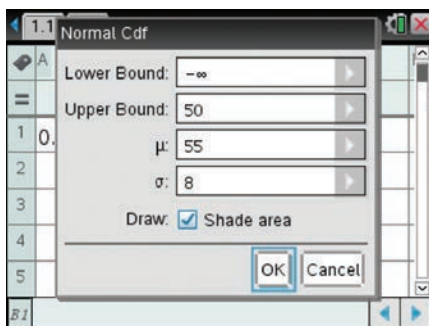 1.1
Normal Cdf
A
Lower Bound: -∞
=
Upper Bound: 50
1 0.
μ: 55
2
σ: 8
3
Draw: Shade area
4
OK Cancel
5
B1